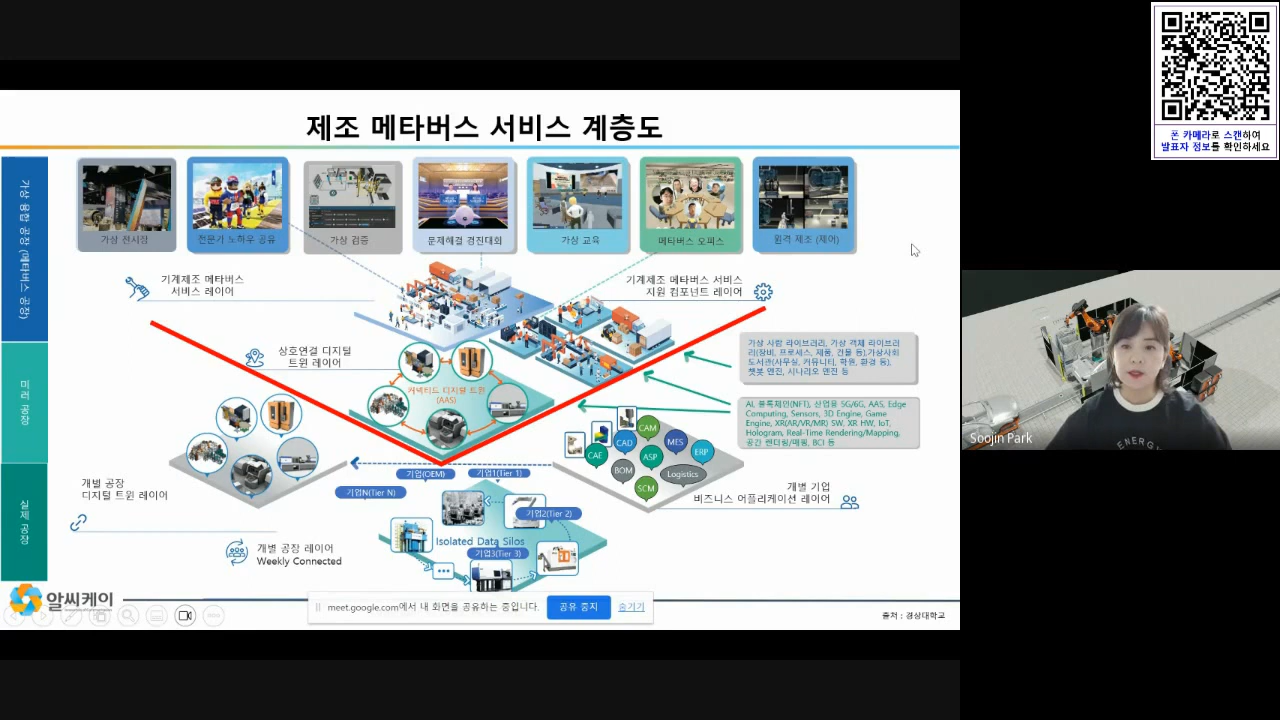 제조 메타버스 서비스 계층도
폰 카메라로 스캔하여
발표자 정보를 확인하세요
가상 융합 공장 (메타버스 공장)
가상 전시장
전문가 노하우 공유
가상 검증
문제해결 경진대회
가상 교육
메타버스 오피스
원격 제조 (제어)
기계제조 메타버스
서비스 레이어
기계제조 메타버스 서비스
지원 컴포넌트 레이어
상호연결 디지털
트윈 레이어
가상 사람 라이브러리, 가상 객체 라이브러
리(장비, 프로세스, 제품, 건물 등),가상사회
도서관(사무실, 커뮤니티, 학원, 환경 등),
챗봇 엔진, 시나리오 엔진 등
미러 공장
커넥티드 디지털 트윈
(AAS)
AI, 블록체인(NFT), 산업용 5G/6G, AAS, Edge
Computing, Sensors, 3D Engine, Game
Engine, XR(AR/VR/MR) SW, XR HW, IoT,
Hologram, Real-Time Rendering/Mapping,
공간 렌더링/매핑, BCI 등
CAM
CAD
MES
ERP
CAE
ASP
BOM
Logistics
SCM
개별 공장
디지털 트윈 레이어
개별 기업
비즈니스 어플리케이션 레이어
실제 공장
기업(OEM)
기업1(Tier 1)
기업N(Tier N)
기업2(Tier 2)
Isolated Data Silos
기업3(Tier 3)
개별 공장 레이어
Weekly Connected
알씨케이
meet.google.com에서 내 화면을 공유하는 중입니다.
공유 중지
숨기기
출처 : 경상대학교
Soojin Park
ENERGY